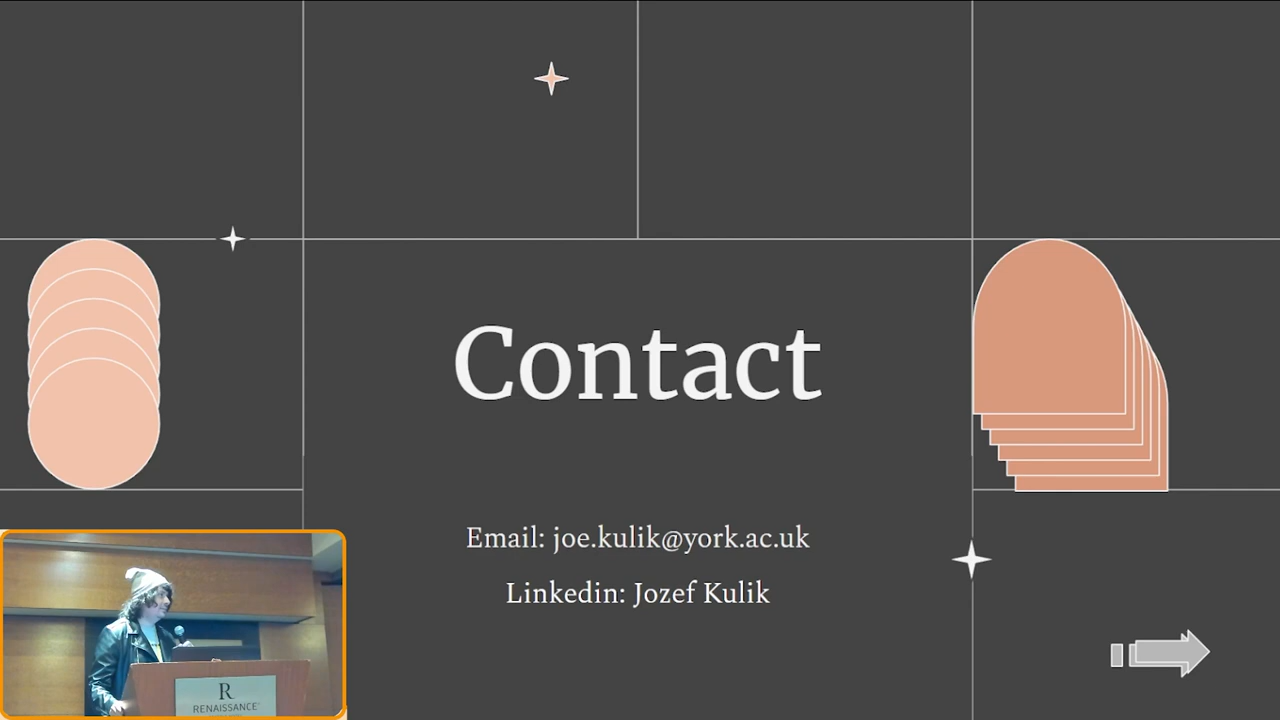 Contact
Email: joe.kulik@york.ac.uk
Linkedin: Jozef Kulik
R
RENAISSANCE